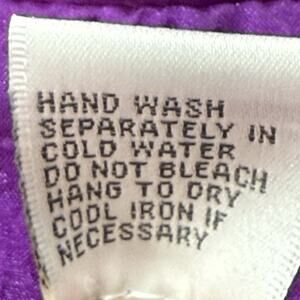 HAND WASH
SEPARATELY IN
COLD WATER
DO NOT BLEACH
HANG TO DRY
COOL IRON IF
NECESSARY